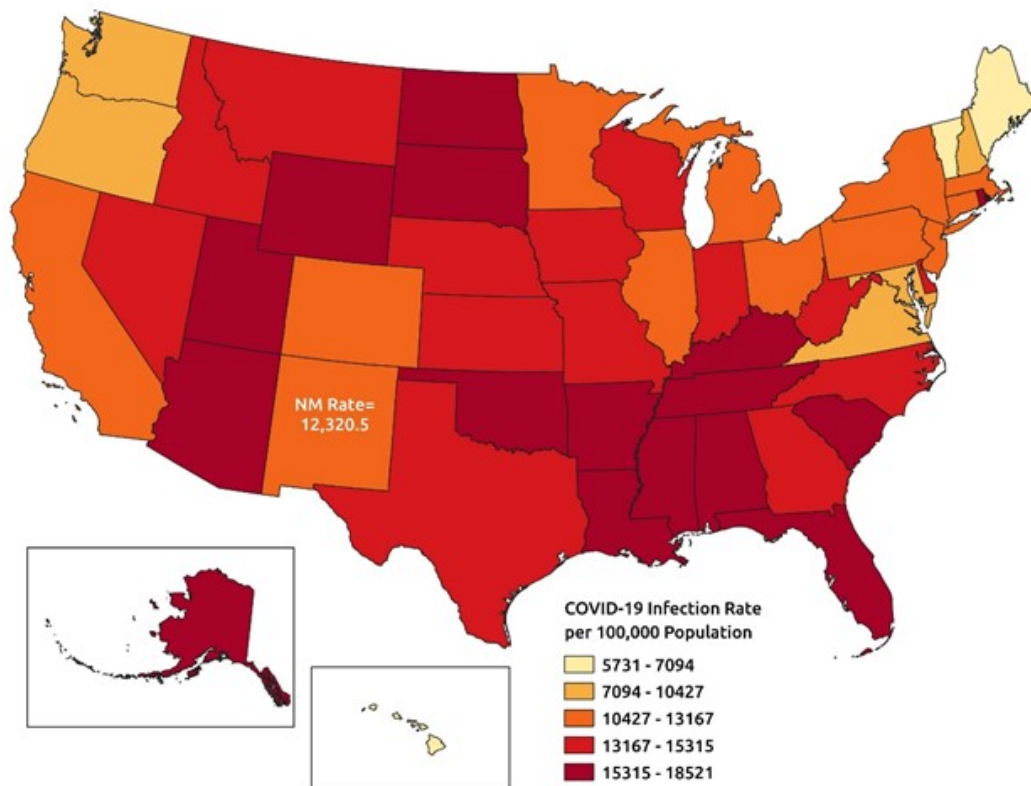 NM Rate=
12,320.5
COVID-19 Infection Rate
per 100,000 Population
5731 - 7094
7094 - 10427
10427 - 13167
13167 - 15315
15315 - 18521